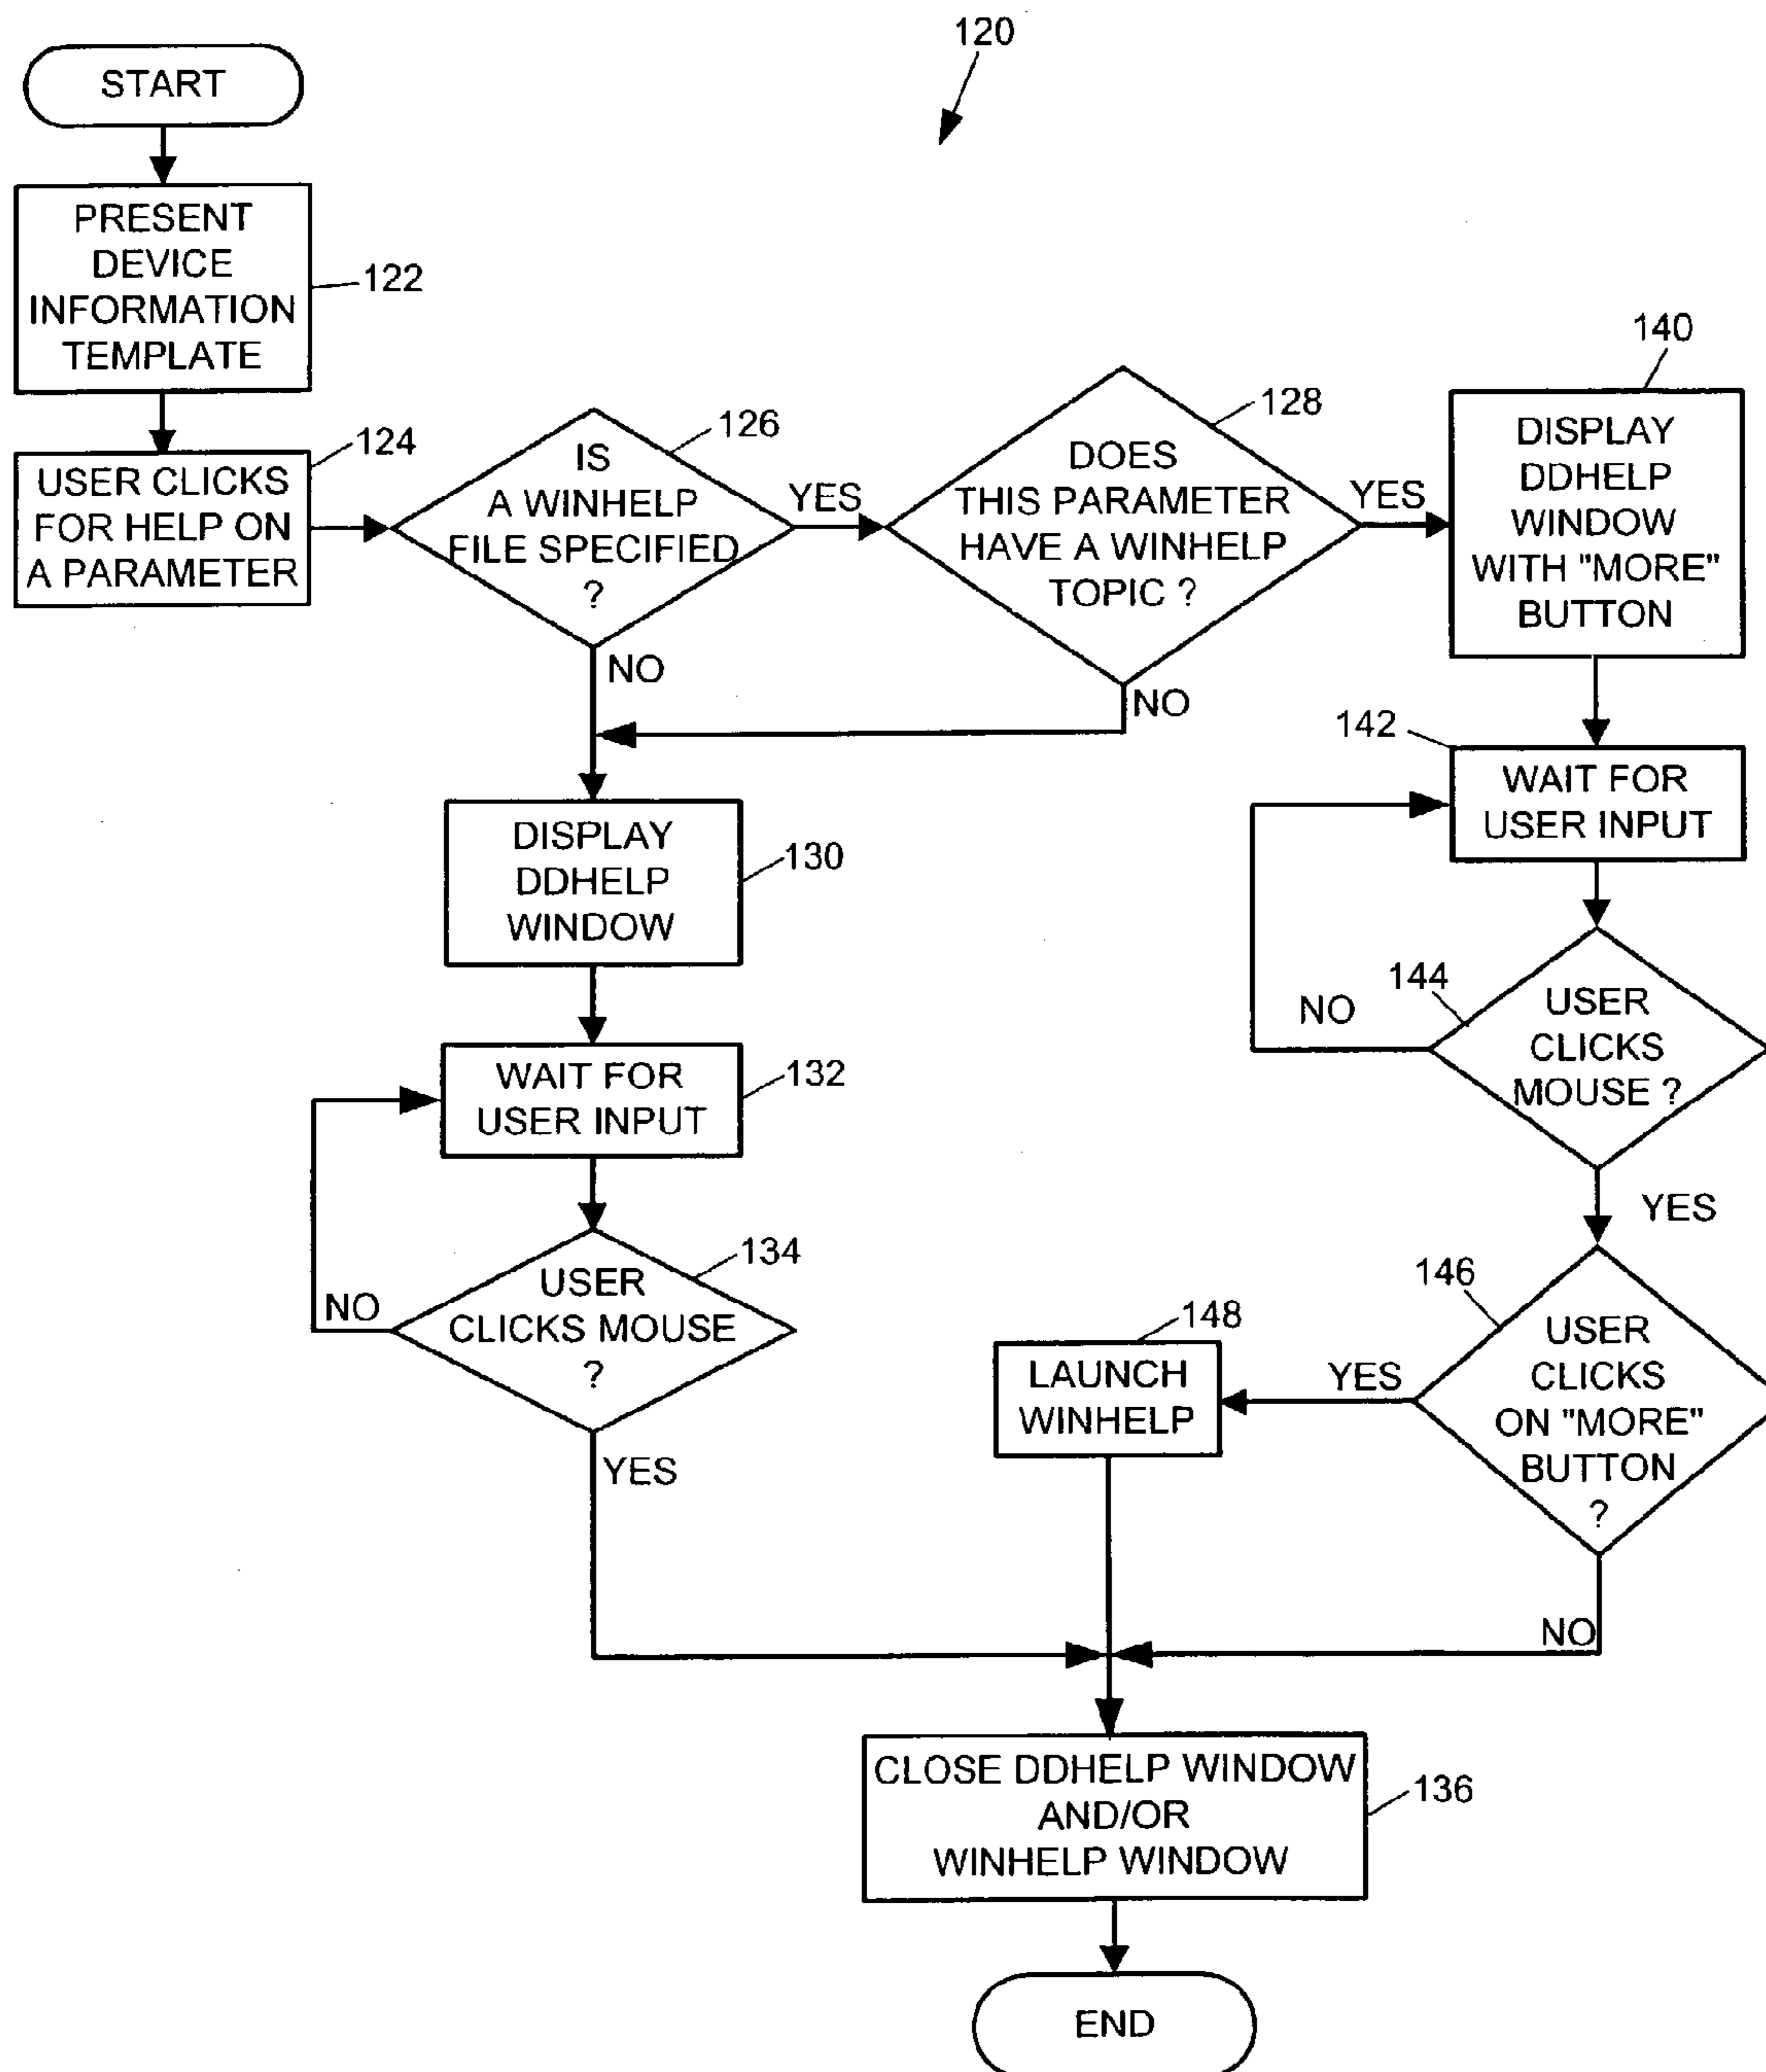 120
START
PRESENT
DEVICE
INFORMATION
TEMPLATE
122
124
USER CLICKS
FOR HELP ON
A PARAMETER
126
IS
A WINHELP
FILE SPECIFIED
?
YES
NO
128
DOES
THIS PARAMETER
HAVE A WINHELP
TOPIC ?
YES
NO
140
DISPLAY
DDHELP
WINDOW
WITH "MORE"
BUTTON
142
WAIT FOR
USER INPUT
144
USER
CLICKS
MOUSE ?
NO
YES
130
DISPLAY
DDHELP
WINDOW
132
WAIT FOR
USER INPUT
134
USER
CLICKS MOUSE
?
NO
YES
146
USER
CLICKS
ON "MORE"
BUTTON
?
YES
NO
148
LAUNCH
WINHELP
CLOSE DDHELP WINDOW
AND/OR
WINHELP WINDOW
136
END